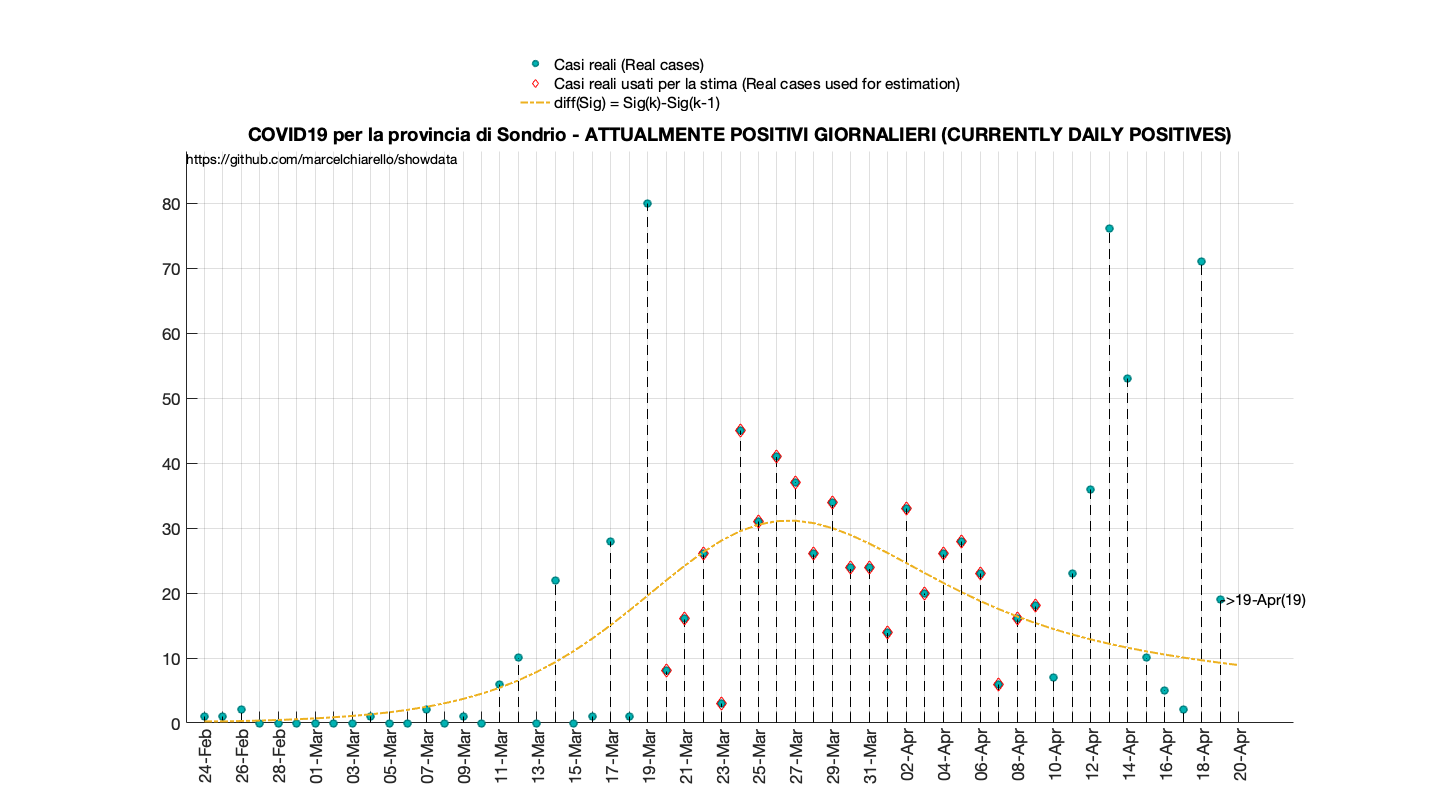 Casi reali (Real cases)
Casi reali usati per la stima (Real cases used for estimation)
diff(Sig) = Sig(k)-Sig(k-1)
COVID19 per la provincia di Sondrio - ATTUALMENTE POSITIVI GIORNALIERI (CURRENTLY DAILY POSITIVES)
https://github.com/marcelchiarello/showdata
80
70
60
50
40
30
20
10
0
->19-Apr(19)
24-Feb
26-Feb
28-Feb
01-Mar
03-Mar
05-Mar
07-Mar
09-Mar
11-Mar
13-Mar
15-Mar
17-Mar
19-Mar
21-Mar
23-Mar
25-Mar
27-Mar
29-Mar
31-Mar
02-Apr
04-Apr
06-Apr
08-Apr
10-Apr
12-Apr
14-Apr
16-Apr
18-Apr
20-Apr